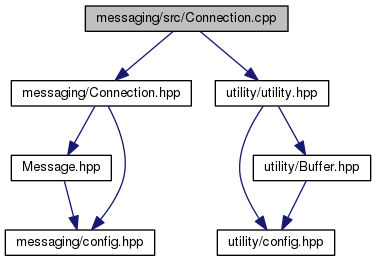 messaging/src/Connection.cpp
messaging/Connection.hpp
utility/utility.hpp
Message.hpp
utility/Buffer.hpp
messaging/config.hpp
utility/config.hpp